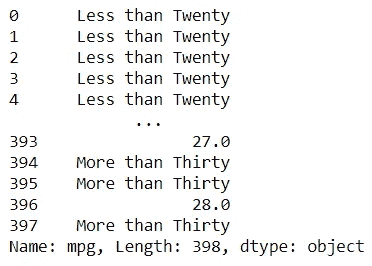 0 Less than Twenty
1 Less than Twenty
2 Less than Twenty
3 Less than Twenty
4 Less than Twenty
...
393 27.0
394 More than Thirty
395 More than Thirty
396 28.0
397 More than Thirty
Name: mpg, Length: 398, dtype: object